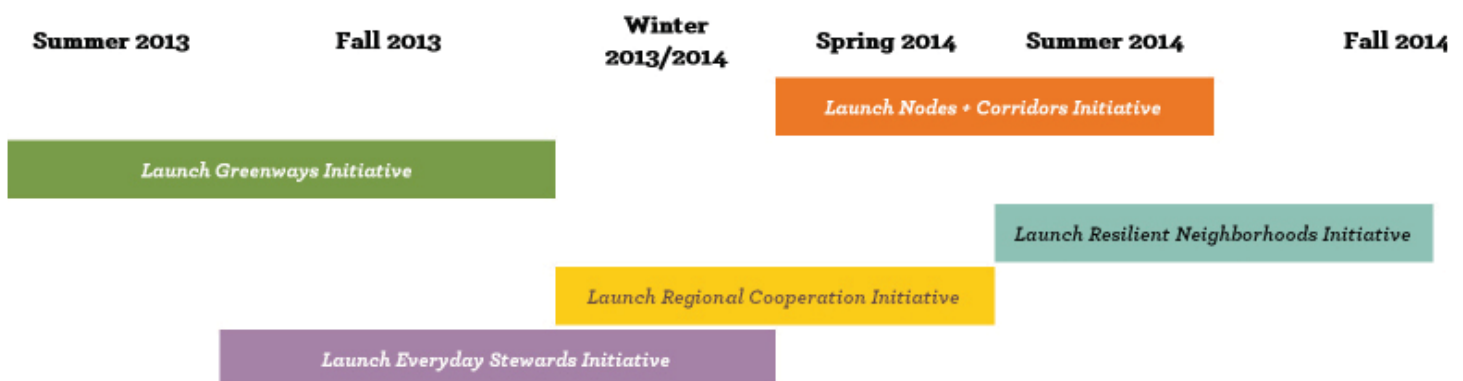 Summer 2013
Fall 2013
Winter
2013/2014
Spring 2014
Summer 2014
Fall 2014
Launch Nodes + Corridors Initiative
Launch Greenways Initiative
Launch Resilient Neighborhoods Initiative
Launch Regional Cooperation Initiative
Launch Everyday Stewards Initiative